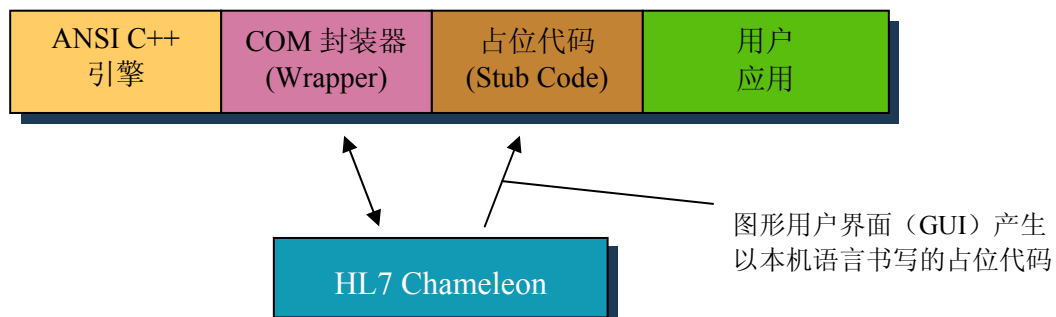 ANSI C++
引擎
COM 封装器
(Wrapper)
占位代码
(Stub Code)
用户
应用
图形用户界面（GUI）产生
以本机语言书写的占位代码
HL7 Chameleon